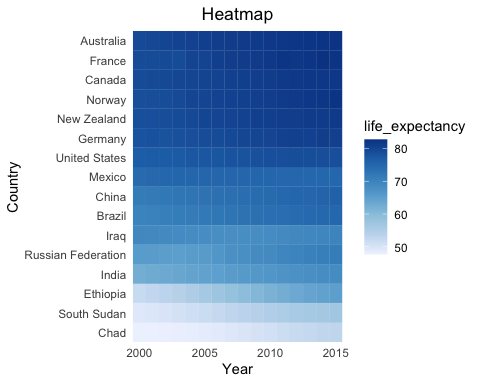 Heatmap
Country
Australia
France
Canada
Norway
New Zealand
Germany
United States
Mexico
China
Brazil
Iraq
Russian Federation
India
Ethiopia
South Sudan
Chad
2000 2005 2010 2015
Year
life_expectancy
80
70
60
50